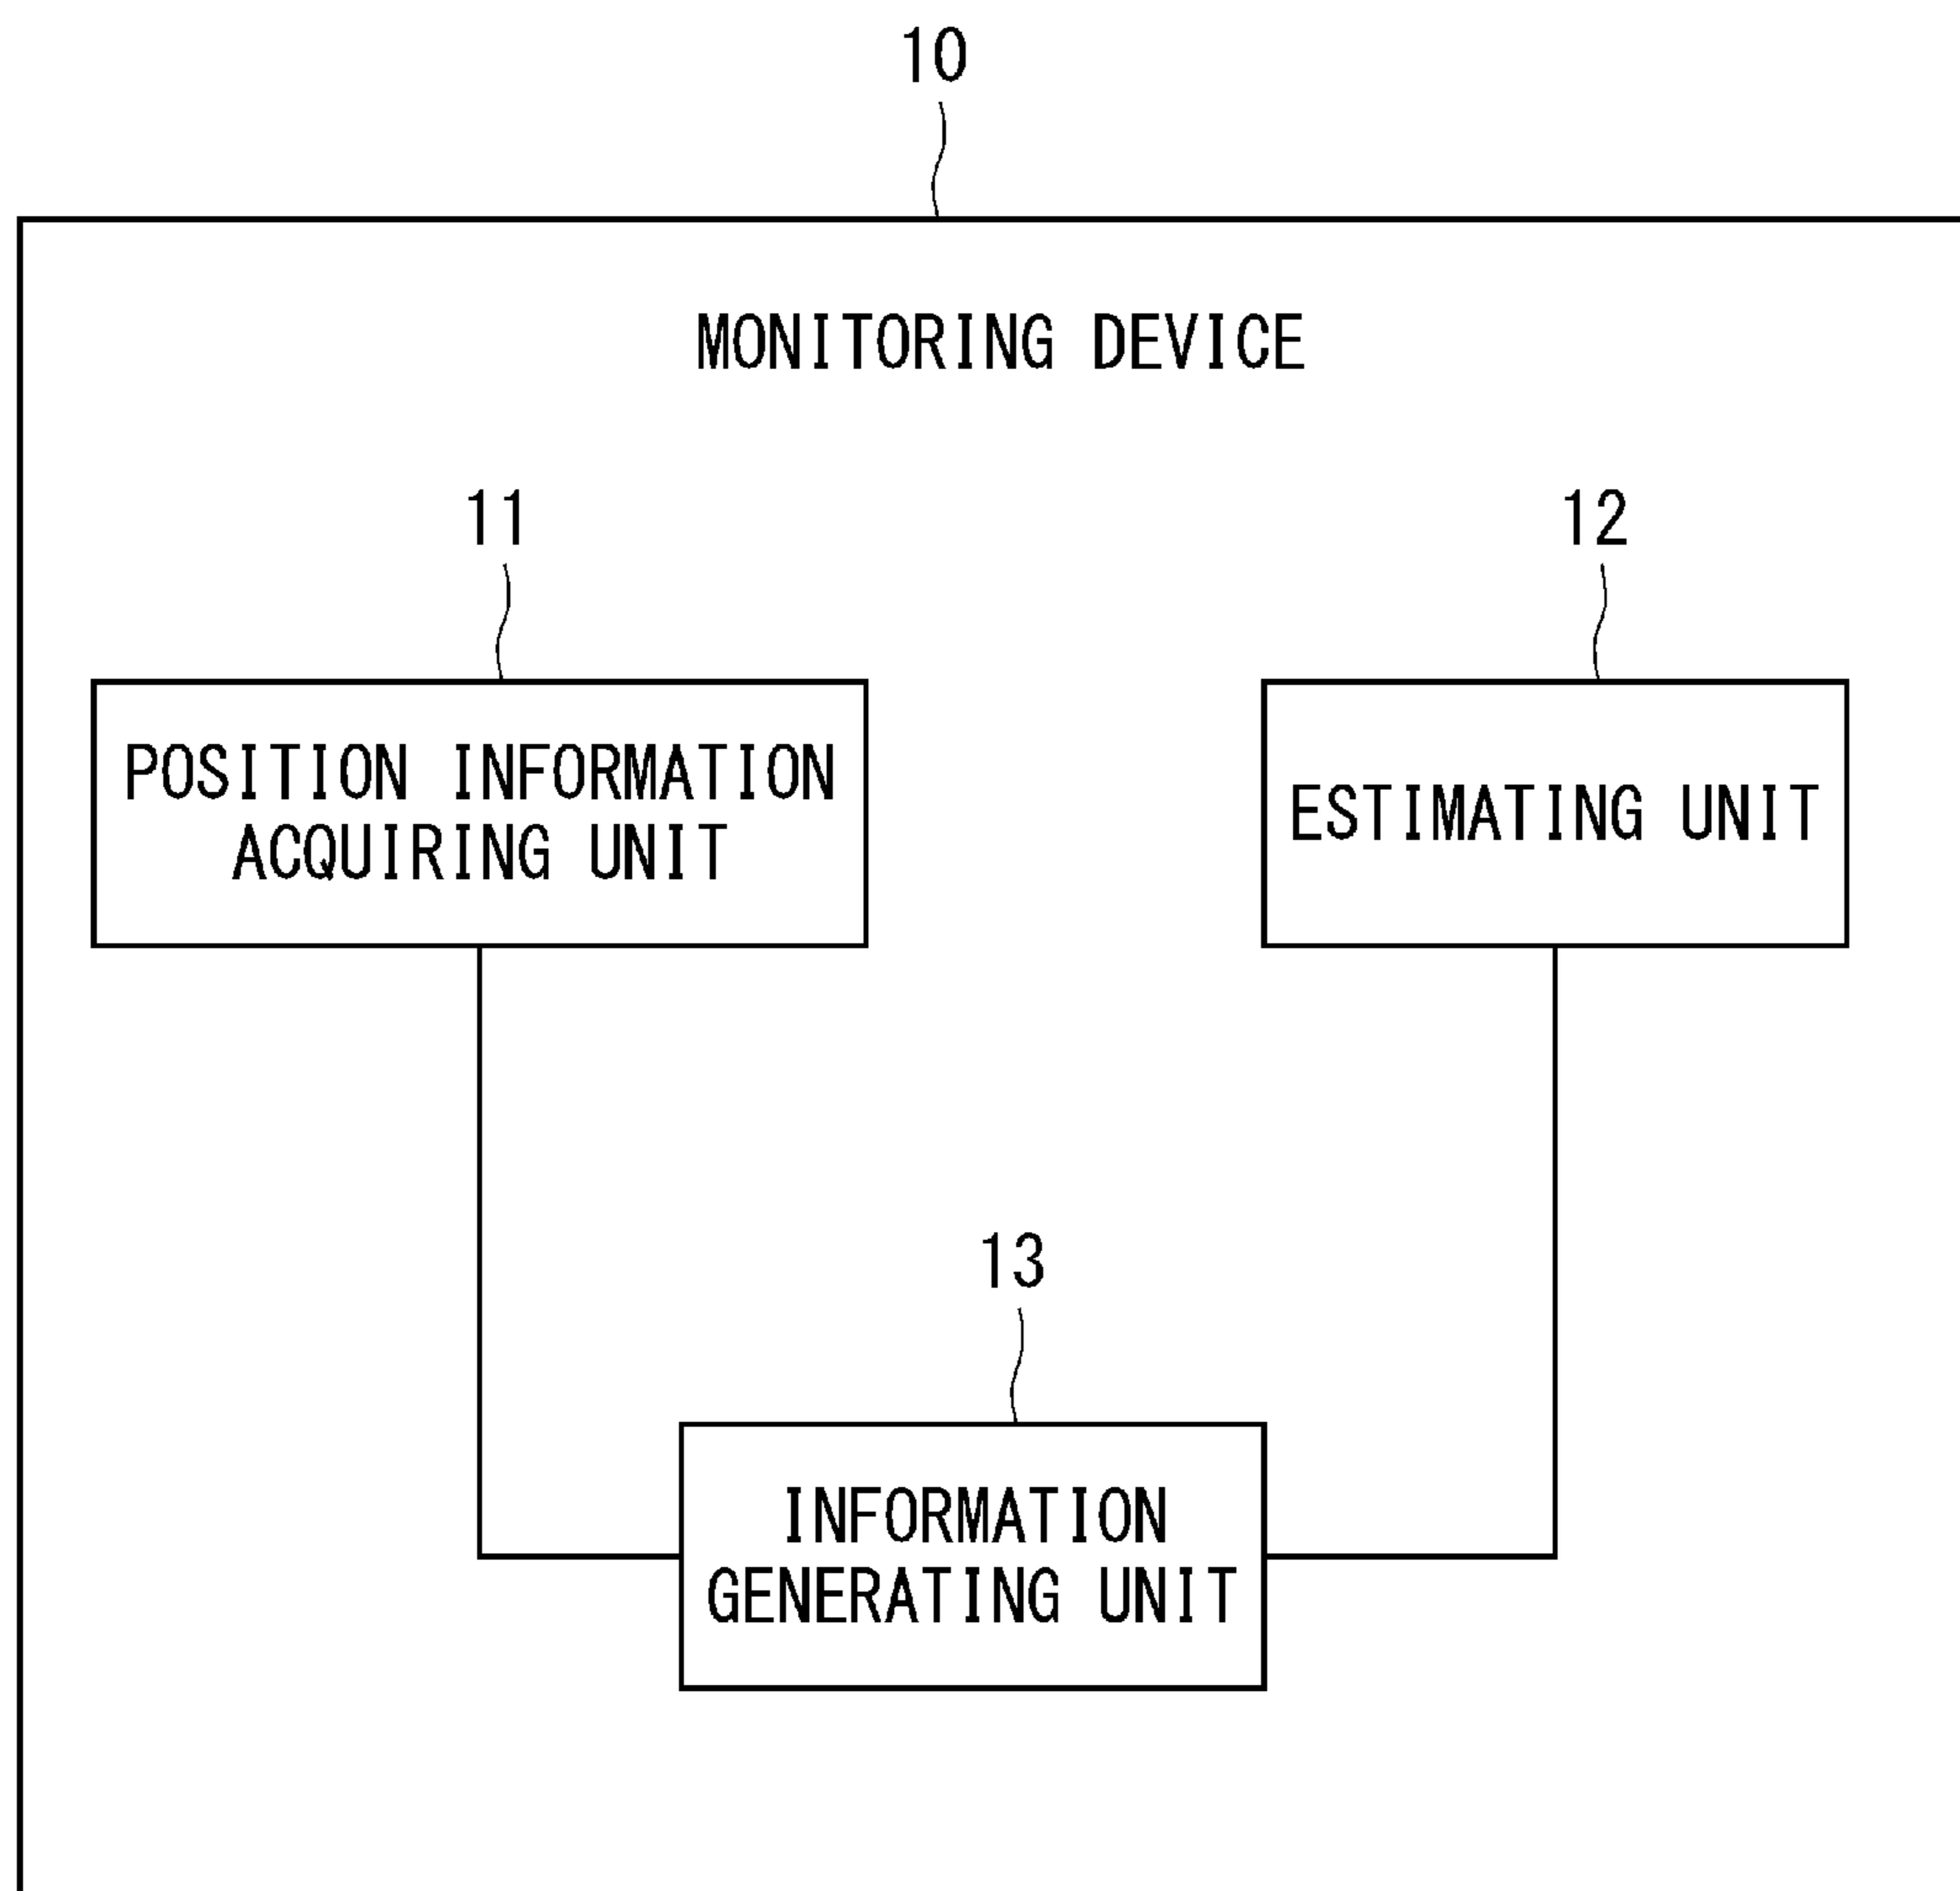 10
MONITORING DEVICE
11
12
POSITION INFORMATION
ACQUIRING UNIT
ESTIMATING UNIT
13
INFORMATION
GENERATING UNIT